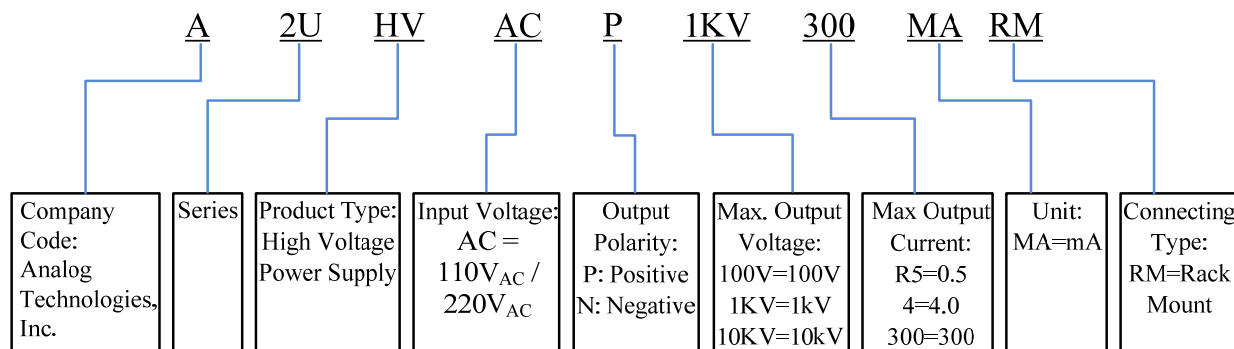 A 2U HV AC P 1KV 300 MA RM
Company
Code:
Analog
Technologies,
Inc.
Series
Product Type:
High Voltage
Power Supply
Input Voltage:
AC =
110VAC /
220VAC
Output
Polarity:
P: Positive
N: Negative
Max. Output
Voltage:
100V=100V
1KV=1kV
10KV=10kV
Max Output
Current:
R5=0.5
4=4.0
300=300
Unit:
MA=mA
Connecting
Type:
RM=Rack
Mount